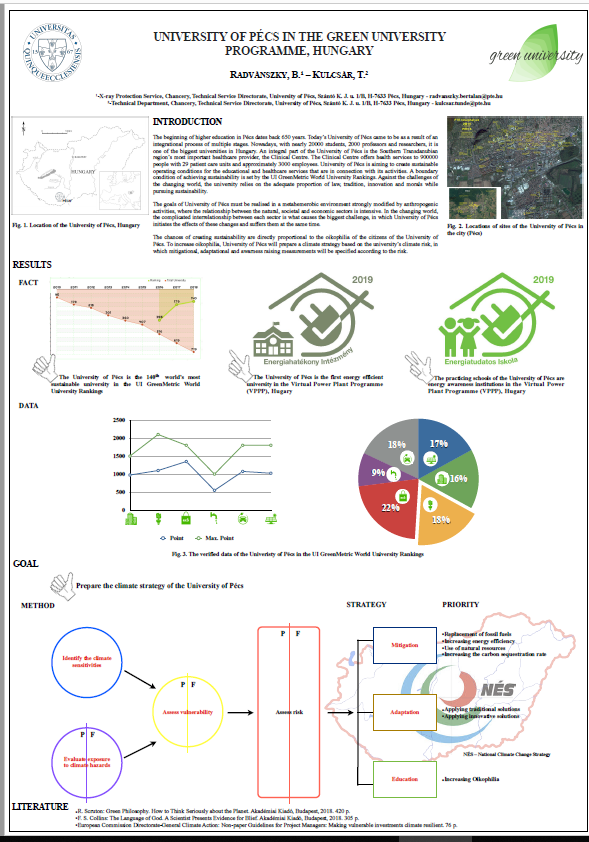 UNIVERSITY OF PÉCS IN THE GREEN UNIVERSITY
PROGRAMME, HUNGARY
RADVÁNSZKY, B.¹ – KULCSÁR, T.²
green university
¹-X-ray Protection Service, Chancery, Technical Service Directorate, University of Pécs, Szántó K. J. u. 1/B, H-7633 Pécs, Hungary - radvanszky.bertalan@pte.hu
²-Technical Department, Chancery, Technical Service Directorate, University of Pécs, Szántó K. J. u. 1/B, H-7633 Pécs, Hungary - kulcsar.tunde@pte.hu
INTRODUCTION
The beginning of higher education in Pécs dates back 650 years. Today's University of Pécs came to be as a result of an
integrational process of multiple stages. Nowadays, with nearly 20000 students, 2000 professors and researchers, it is
one of the biggest universities in Hungary. An integral part of the University of Pécs is the Southern Transdanubian
region's most important healthcare provider, the Clinical Centre. The Clinical Centre offers health services to 900000
people with 29 patient care units and approximately 3000 employees. University of Pécs is aiming to create sustainable
operating conditions for the educational and healthcare services that are in connection with its activities. A boundary
condition of achieving sustainability is set by the UI GreenMetric World University Rankings. Against the challenges of
the changing world, the university relies on the adequate proportion of law, tradition, innovation and morals while
pursuing sustainability.
The goals of University of Pécs must be realised in a metahemerobic environment strongly modified by anthropogenic
activities, where the relationship between the natural, societal and economic sectors is intensive. In the changing world,
the complicated interrelationship between each sector is what causes the biggest challenge, in which University of Pécs
initiates the effects of these changes and suffers them at the same time.
The chances of creating sustainability are directly proportional to the oikophilia of the citizens of the University of
Pécs. To increase oikophilia, University of Pécs will prepare a climate strategy based on the university's climate risk, in
which mitigational, adaptational and awareness raising measurements will be specified according to the risk.
HUNGARY
Fig. 1. Location of the University of Pécs, Hungary
Fig. 2. Locations of sites of the University of Pécs in
the city (Pécs)
RESULTS
FACT
2010 2011 2012 2013 2014 2015 2016 2017 2018
The University of Pécs is the 140th world's most
sustainable university in the UI GreenMetric World
University Rankings
2019
Energiahatékony Intézmény
The University of Pécs is the first energy efficient
university in the Virtual Power Plant Programme
(VPPP), Hugary
2019
Energiatudatos Iskola
The practicing schools of the University of Pécs are
energy awareness institutions in the Virtual Power
Plant Programme (VPPP), Hugary
DATA
2500
2000
1500
1000
500
0
Point
Max. Point
17%
16%
18%
22%
9%
18%
Fig. 3. The verified data of the Univeristy of Pécs in the UI GreenMetric World University Rankings
GOAL
Prepare the climate strategy of the University of Pécs
METHOD
STRATEGY
PRIORITY
Identify the climate
sensitivities
P F
Evaluate exposure
to climate hazards
P F
Assess vulnerability
P F
Assess risk
Mitigation
•Replacement of fossil fuels
•Increasing energy efficiency
•Use of natural resources
•Increasing the carbon sequestration rate
NÉS
Adaptation
•Applying traditional solutions
•Applying innovative solutions
NÉS – National Climate Change Strategy
Education
•Increasing Oikophilia
LITERATURE
•R. Scruton: Green Philosophy. How to Think Seriously about the Planet. Akadémiai Kiadó, Budapest, 2018. 420 p.
•F. S. Collins: The Language of God. A Scientist Presents Evidence for Blief. Akadémiai Kiadó, Budapest, 2018. 305 p.
•European Commission Directorate-General Climate Action: Non-paper Guidelines for Project Managers: Making vulnerable investments climate resilient. 76 p.